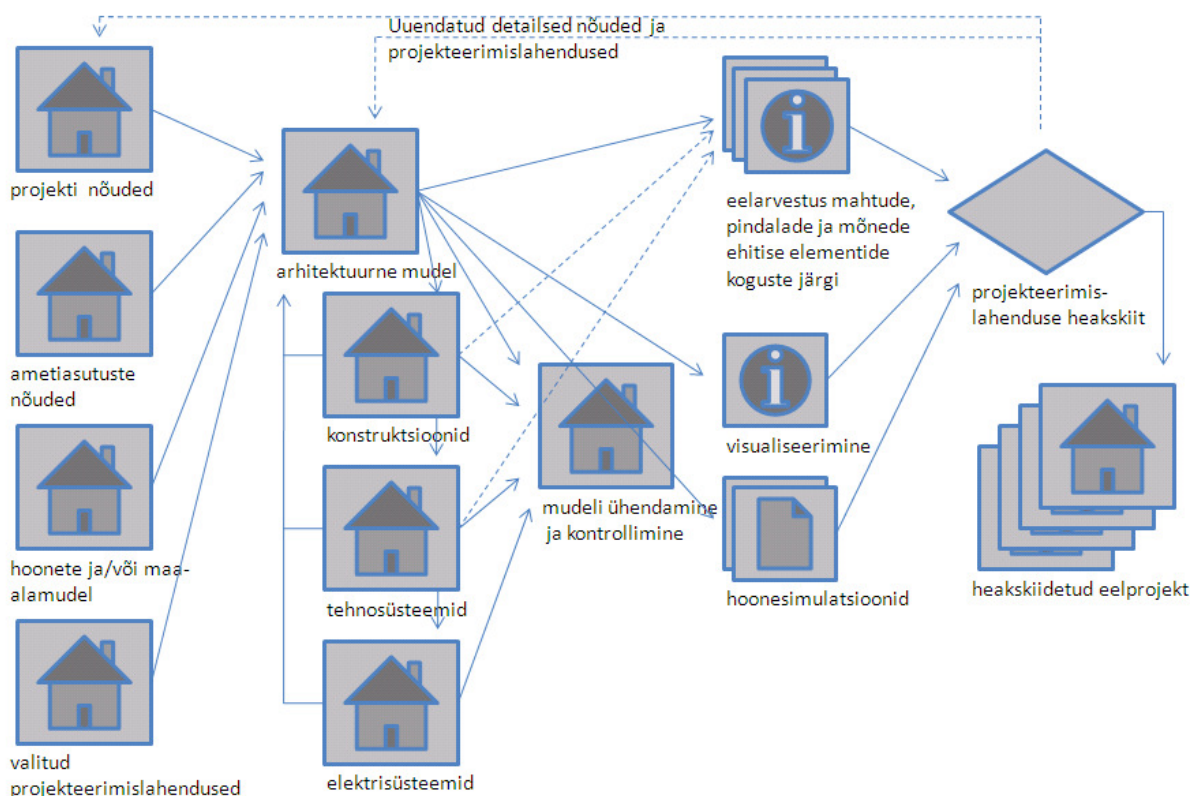 Uuendatud detailsed nõuded ja
projekteerimislahendused
projekti nõuded
ametiasutuste
nõuded
hoonete ja/või maa-
alamudel
valitud
projekteerimislahendused
arhitektuurne mudel
konstruktsioonid
tehnosüsteemid
elektrisüsteemid
mudeli ühendamine
ja kontrollimine
eelarvestus mahtude,
pindalade ja mõnede
ehitise elementide
koguste järgi
visualiseerimine
hoonesimulatsioonid
projekteerimis-
lahenduse heakskiit
heakskiidetud eelprojekt